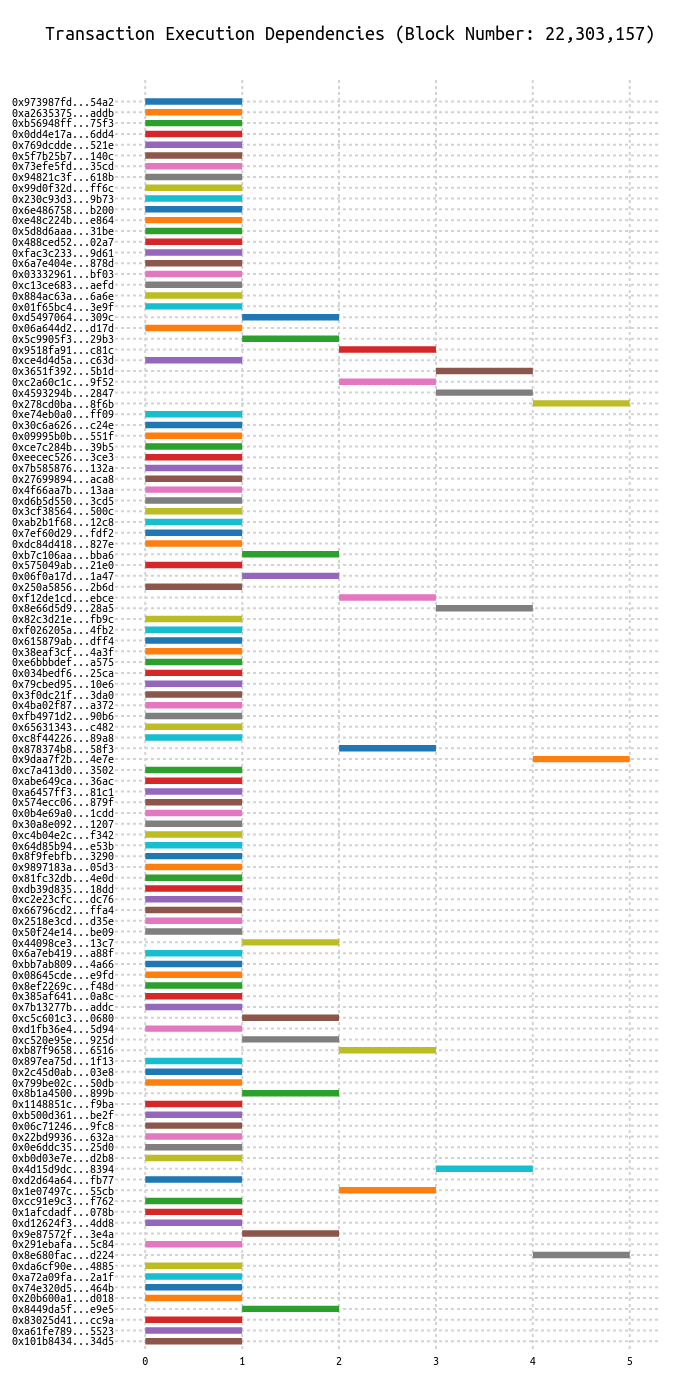 Transaction Execution Dependencies (Block Number: 22,303,157)
0x973987fd...54a2
0xa2635375...addb
0xb56948ff...75f3
0x0dd4e17a...6dd4
0x769dcdde...521e
0x5f7b25b7...140c
0x73efe5fd...35cd
0x94821c3f...618b
0x99d0f32d...ff6c
0x230c93d3...9b73
0x6e486758...b200
0xe48c224b...e864
0x5d8d6aaa...31be
0x488ced52...02a7
0xfac3c233...9d61
0x6a7e404e...878d
0x03332961...bf03
0xc13ce683...aefd
0x884ac63a...6a6e
0x01f65bc4...3e9f
0xd5497064...309c
0x06a644d2...d17d
0x5c9905f3...29b3
0x9518fa91...c81c
0xce4d4d5a...c63d
0x3651f392...5b1d
0xc2a60c1c...9f52
0x4593294b...2847
0x278cd0ba...8f6b
0xe74eb0a0...ff09
0x30c6a626...c24e
0x09995b0b...551f
0xce7c284b...39b5
0xeecec526...3ce3
0x7b585876...132a
0x27699894...aca8
0x4f66aa7b...13aa
0xd6b5d550...3cd5
0x3cf38564...500c
0xab2b1f68...12c8
0x7ef60d29...fdf2
0xdc84d418...827e
0xb7c106aa...bba6
0x575049ab...21e0
0x06f0a17d...1a47
0x250a5856...2b6d
0xf12de1cd...ebce
0x8e66d5d9...28a5
0x82c3d21e...fb9c
0xf026205a...4fb2
0x615879ab...dff4
0x38eaf3cf...4a3f
0xe6bbbdef...a575
0x034bedf6...25ca
0x79cbed95...10e6
0x3f0dc21f...3da0
0x4ba02f87...a372
0xfb4971d2...90b6
0x65631343...c482
0xc8f44226...89a8
0x878374b8...58f3
0x9daa7f2b...4e7e
0xc7a413d0...3502
0xabe649ca...36ac
0xa6457ff3...81c1
0x574ecc06...879f
0x0b4e69a0...1cdd
0x30a8e092...1207
0xc4b04e2c...f342
0x64d85b94...e53b
0x8f9febfb...3290
0x9897183a...05d3
0x81fc32db...4e0d
0xdb39d835...18dd
0xc2e23cfc...dc76
0x66796cd2...ffa4
0x2518e3cd...d35e
0x50f24e14...be09
0x44098ce3...13c7
0x6a7eb419...a88f
0xbb7ab809...4a66
0x08645cde...e9fd
0x8ef2269c...f48d
0x385af641...0a8c
0x7b13277b...addc
0xc5c601c3...0680
0xd1fb36e4...5d94
0xc520e95e...925d
0xb87f9658...6516
0x897ea75d...1f13
0x2c45d0ab...03e8
0x799be02c...50db
0x8b1a4500...899b
0x1148851c...f9ba
0xb500d361...be2f
0x06c71246...9fc8
0x22bd9936...632a
0x0e6ddc35...25d0
0xb0d03e7e...d2b8
0x4d15d9dc...8394
0xd2d64a64...fb77
0x1e07497c...55cb
0xcc91e9c3...f762
0x1afcdadf...078b
0xd12624f3...4dd8
0x9e87572f...3e4a
0x291ebafa...5c84
0x8e680fac...d224
0xda6cf90e...4885
0xa72a09fa...2a1f
0x74e320d5...464b
0x20b600a1...d018
0x8449da5f...e9e5
0x83025d41...cc9a
0xa61fe789...5523
0x101b8434...34d5
0 1 2 3 4 5